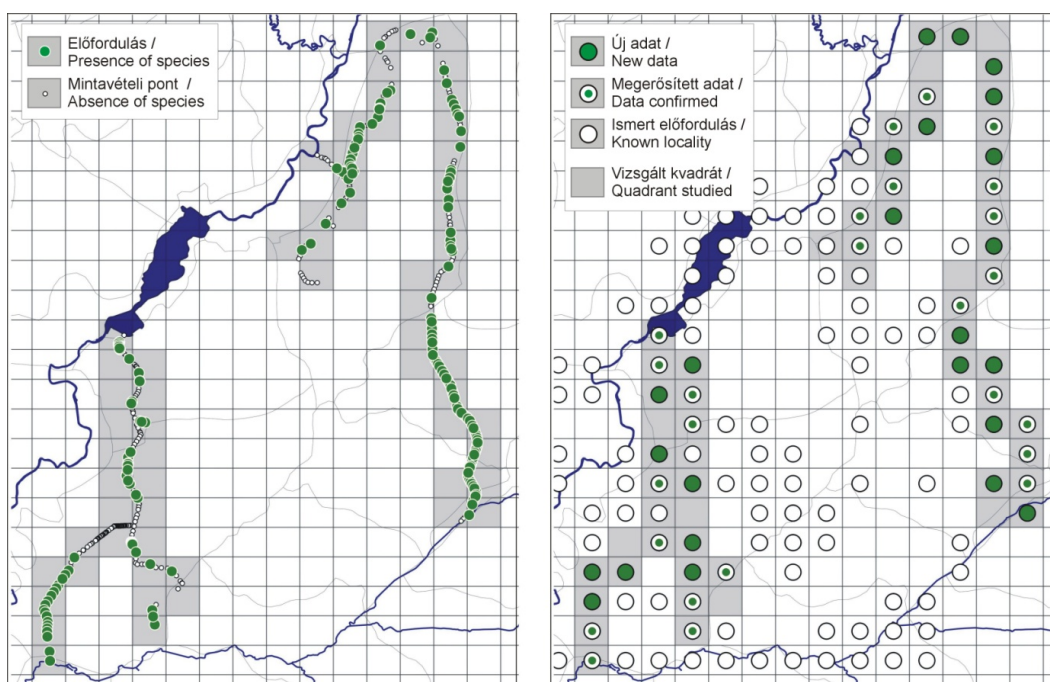 Előfordulás /
Presence of species
Mintavételi pont /
Absence of species
Új adat /
New data
Megerősített adat /
Data confirmed
Ismert előfordulás /
Known locality
Vizsgált kvadrát /
Quadrant studied